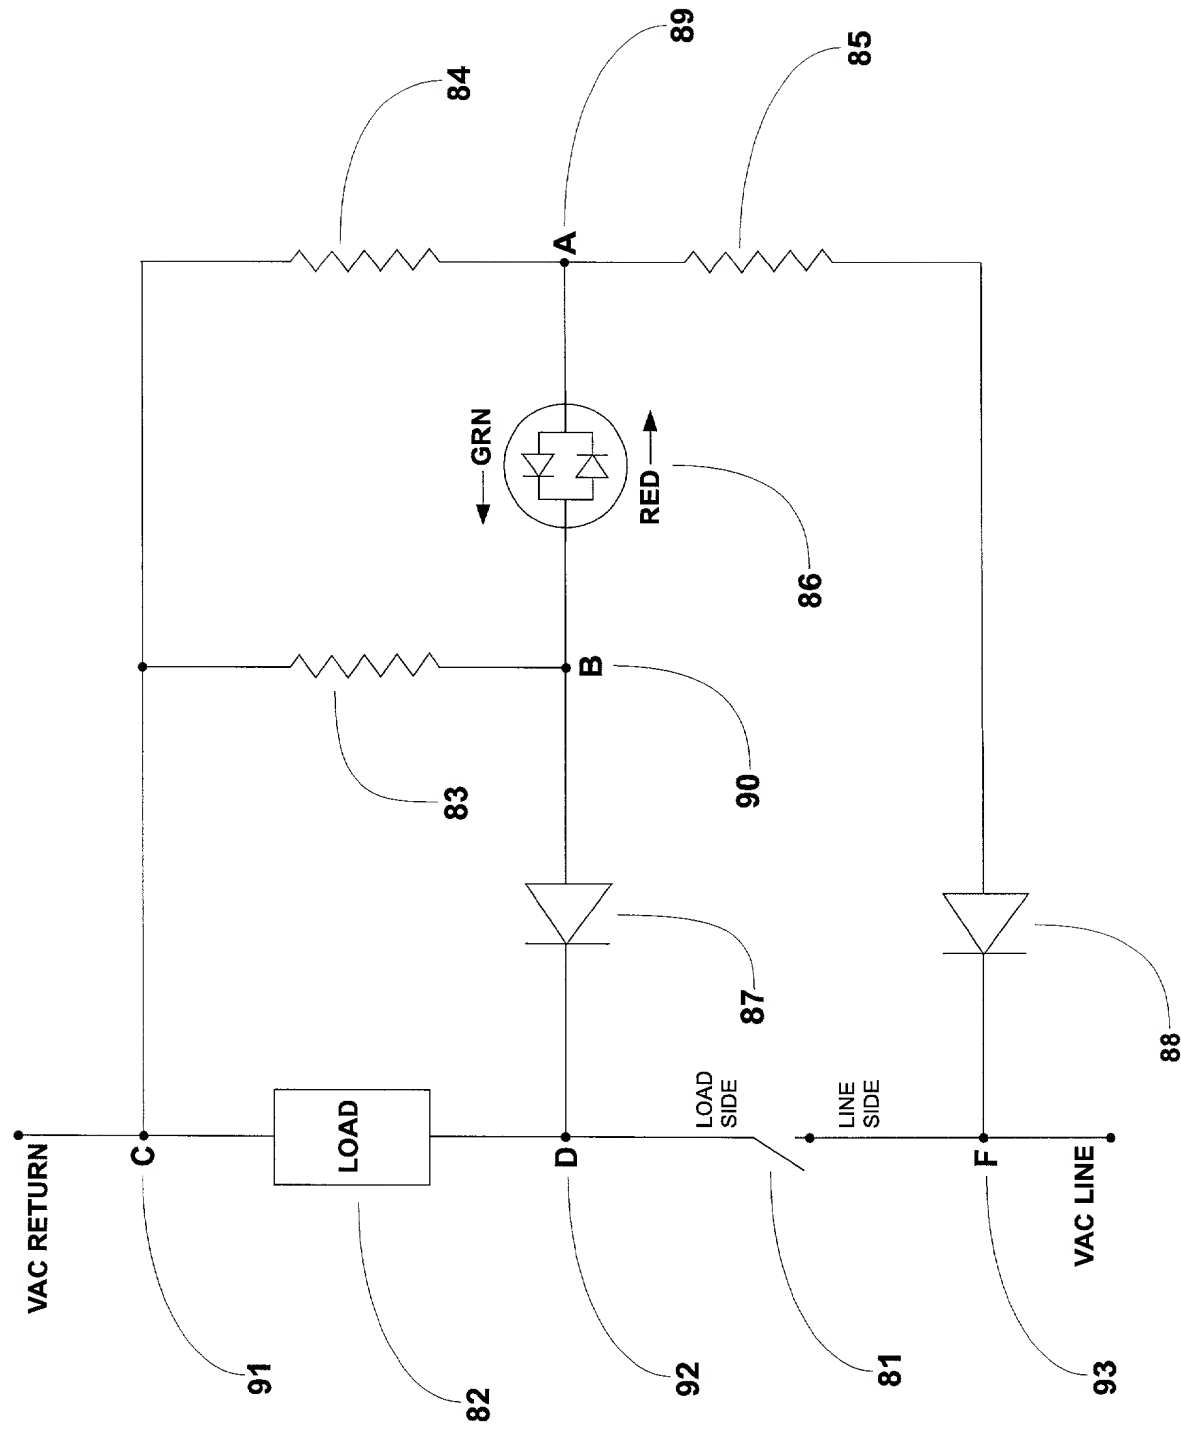 VAC RETURN
C
91
LOAD
82
D
92
LOAD
SIDE
81
LINE
SIDE
F
93
VAC LINE
87
88
83
B
90
GRN
RED
86
84
A
89
85